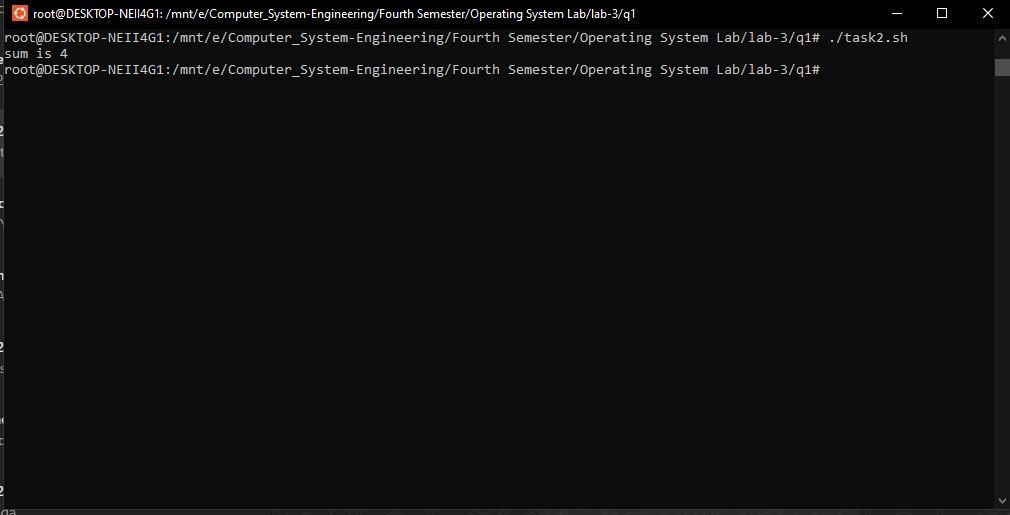 root@DESKTOP-NEII4G1: /mnt/e/Computer_System-Engineering/Fourth Semester/Operating System Lab/lab-3/q1
root@DESKTOP-NEII4G1:/mnt/e/Computer_System-Engineering/Fourth Semester/Operating System Lab/lab-3/q1# ./task2.sh
sum is 4
root@DESKTOP-NEII4G1:/mnt/e/Computer_System-Engineering/Fourth Semester/Operating System Lab/lab-3/q1#